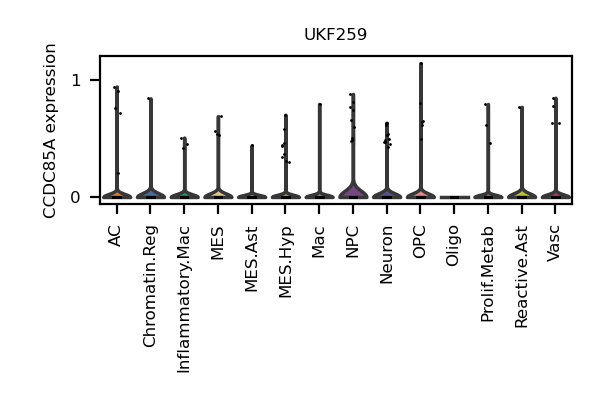 UKF259
CCDC85A expression
1
0
AC
Chromatin.Reg
Inflammatory.Mac
MES
MES.Ast
MES.Hyp
Mac
NPC
Neuron
OPC
Oligo
Prolif.Metab
Reactive.Ast
Vasc